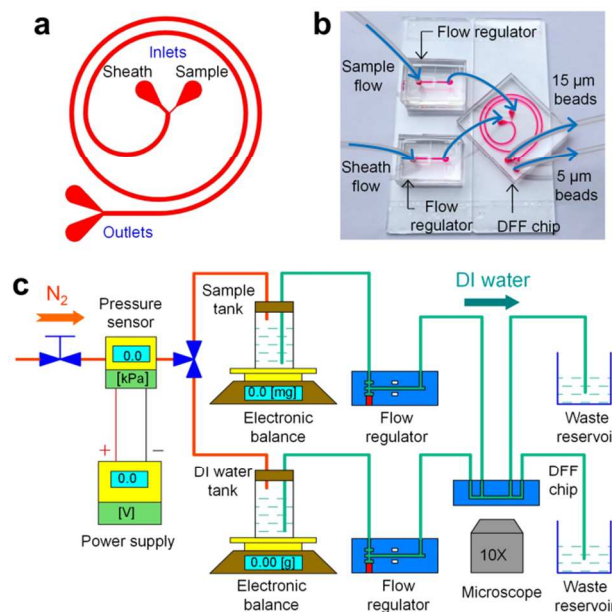 a
Inlets
Sheath
Sample
Outlets
b
Flow regulator
Sample
flow
15 µm
beads
Sheath
flow
5 µm
beads
Flow
regulator
DFF chip
c
N2
Pressure
sensor
0.0
[kPa]
+
−
0.0
[V]
Power supply
Sample
tank
0.0 [mg]
Electronic
balance
Flow
regulator
DI water
Waste
reservoir
DI water
tank
0.00 [g]
Electronic
balance
Flow
regulator
DFF
chip
10X
Microscope
Waste
reservoir